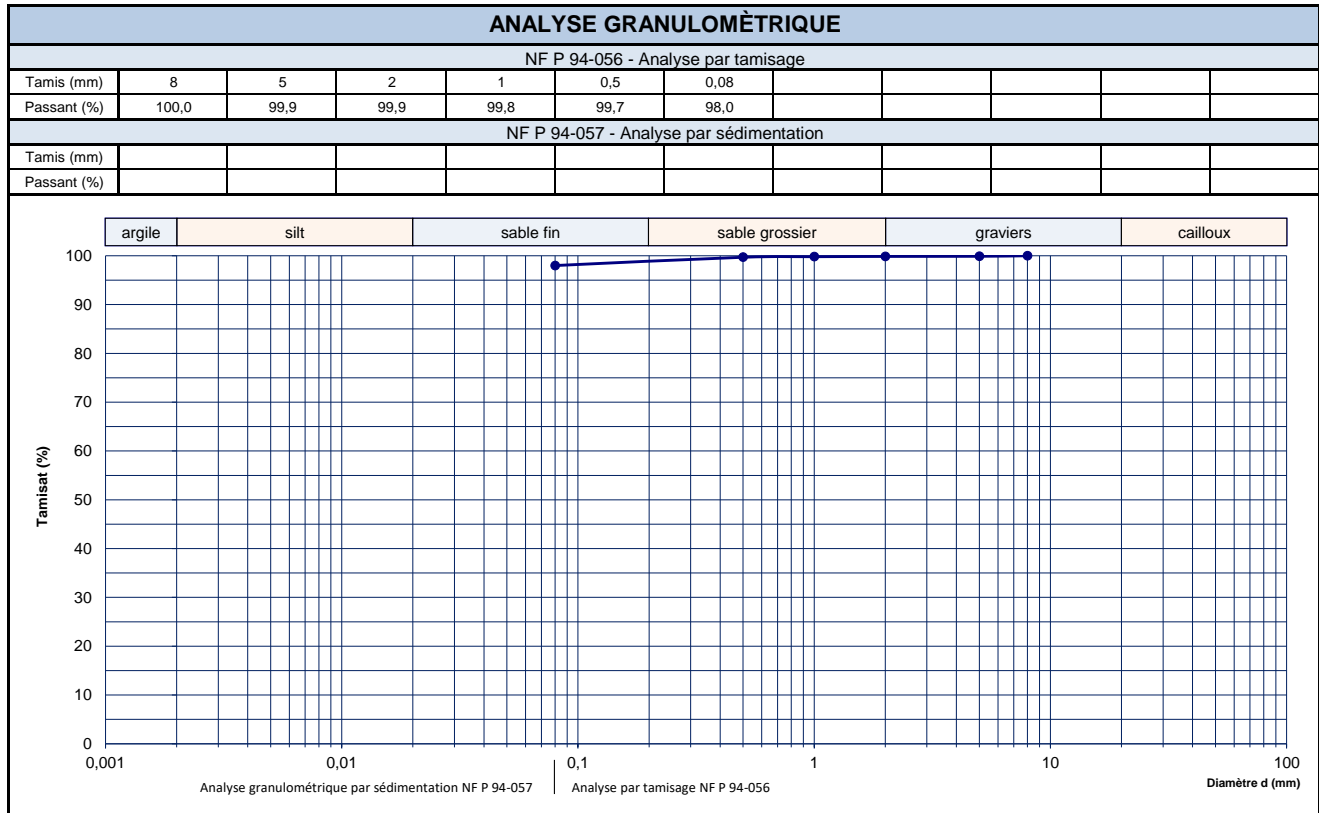 ANALYSE GRANULOMÈTRIQUE
NF P 94-056 - Analyse par tamisage
Tamis (mm) 8 5 2 1 0,5 0,08
Passant (%) 100,0 99,9 99,9 99,8 99,7 98,0
NF P 94-057 - Analyse par sédimentation
Tamis (mm)
Passant (%)
argile silt sable fin sable grossier graviers cailloux
100
90
80
70
60
50
40
30
20
10
0
Tamisat (%)
0,001 0,01 0,1 1 10 100
Analyse granulométrique par sédimentation NF P 94-057 Analyse par tamisage NF P 94-056
Diamètre d (mm)